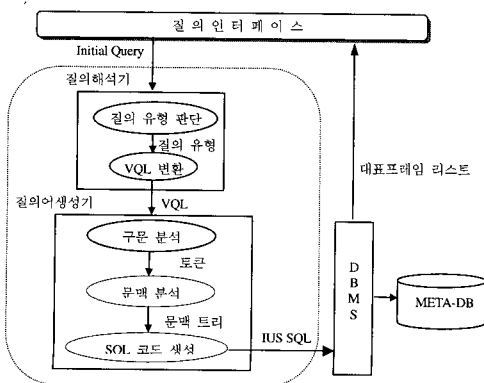 질 의 인 터 페 이 스
Initial Query
질의해석기
질의 유형 판단
질의 유형
VQL 변환
질의어생성기
VQL
구문 분석
토큰
문맥 분석
문맥 트리
SQL 코드 생성
IUS SQL
D
B
M
S
META-DB
대표프레임 리스트